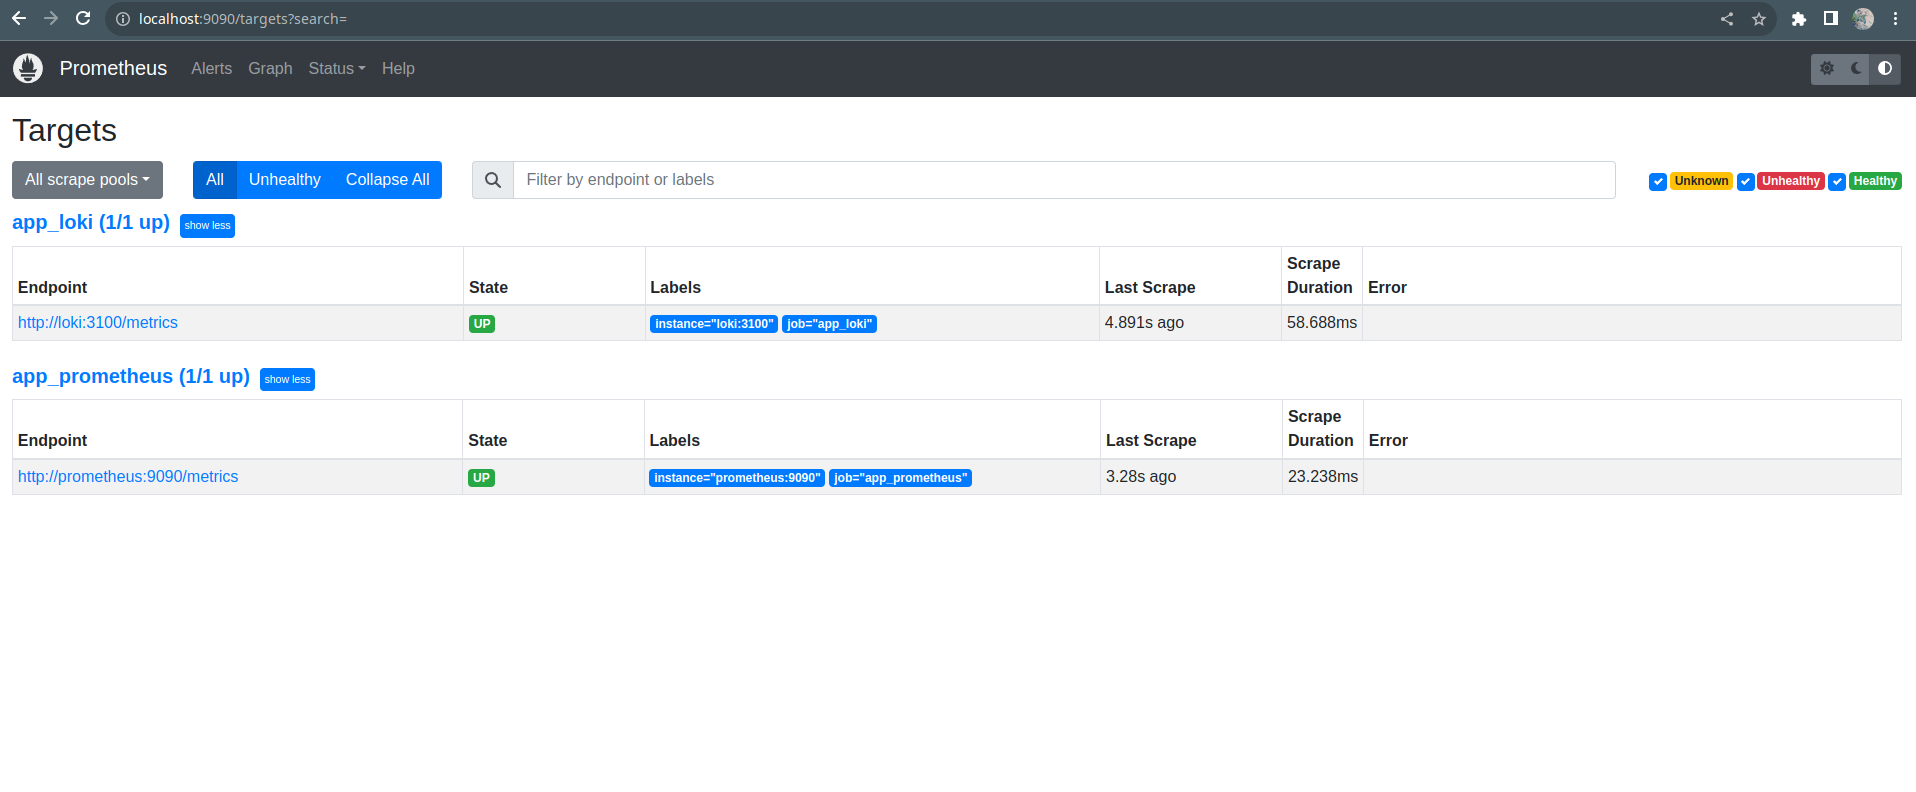 localhost:9090/targets?search=
Prometheus Alerts Graph Status Help
Targets
All scrape pools All Unhealthy Collapse All Filter by endpoint or labels Unknown Unhealthy Healthy
app_loki (1/1 up) show less
Endpoint State Labels Last Scrape Scrape Duration Error
http://loki:3100/metrics UP instance="loki:3100" job="app_loki" 4.891s ago 58.688ms
app_prometheus (1/1 up) show less
Endpoint State Labels Last Scrape Scrape Duration Error
http://prometheus:9090/metrics UP instance="prometheus:9090" job="app_prometheus" 3.28s ago 23.238ms